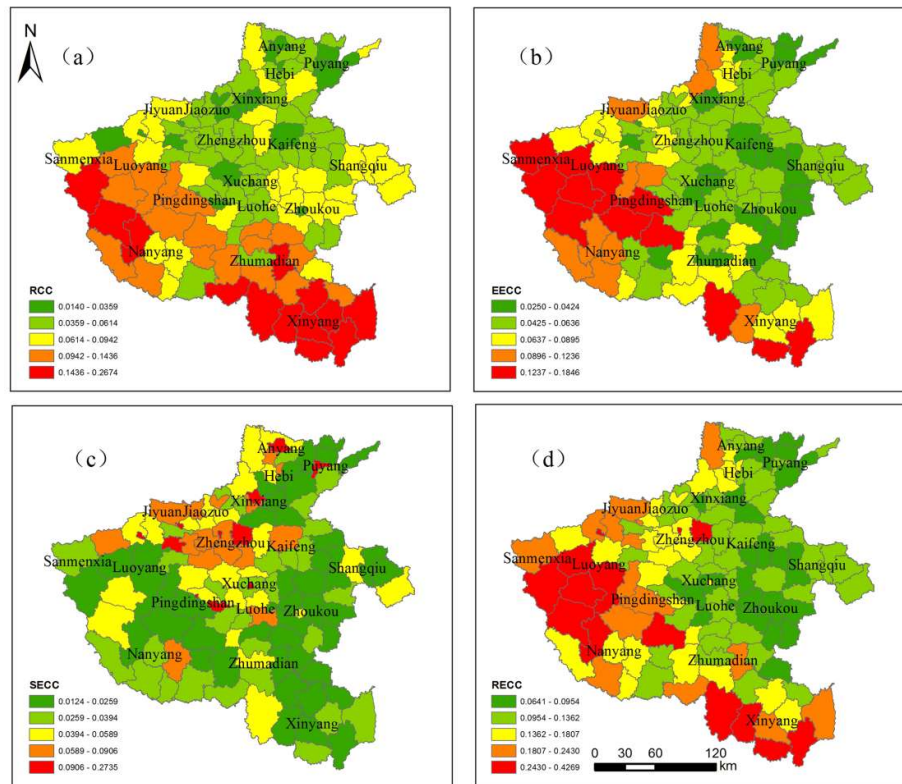 N
(a)
Anyang
Puyang
Hebi
Xinxiang
Jiyuan Jiaozuo
Zhengzhou
Kaifeng
Sanmenxia
Luoyang
Shangqiu
Xuchang
Pingdingshan
Luohe
Zhoukou
Nanyang
Zhumadian
Xinyang
RCC
0.0140 - 0.0359
0.0359 - 0.0614
0.0614 - 0.0942
0.0942 - 0.1436
0.1436 - 0.2674
(b)
Anyang
Puyang
Hebi
Xinxiang
Jiyuan Jiaozuo
Zhengzhou
Kaifeng
Sanmenxia
Luoyang
Shangqiu
Xuchang
Pingdingshan
Luohe
Zhoukou
Nanyang
Zhumadian
Xinyang
EECC
0.0250 - 0.0424
0.0425 - 0.0636
0.0637 - 0.0895
0.0896 - 0.1236
0.1237 - 0.1846
(c)
Anyang
Puyang
Hebi
Xinxiang
Jiyuan Jiaozuo
Zhengzhou
Kaifeng
Sanmenxia
Luoyang
Shangqiu
Xuchang
Pingdingshan
Luohe
Zhoukou
Nanyang
Zhumadian
Xinyang
SECC
0.0124 - 0.0259
0.0259 - 0.0394
0.0394 - 0.0589
0.0589 - 0.0906
0.0906 - 0.2735
(d)
Anyang
Puyang
Hebi
Xinxiang
Jiyuan Jiaozuo
Zhengzhou
Kaifeng
Sanmenxia
Luoyang
Shangqiu
Xuchang
Pingdingshan
Luohe
Zhoukou
Nanyang
Zhumadian
Xinyang
RECC
0.0641 - 0.0954
0.0954 - 0.1362
0.1362 - 0.1807
0.1807 - 0.2430
0.2430 - 0.4269
0 30 60 120
km